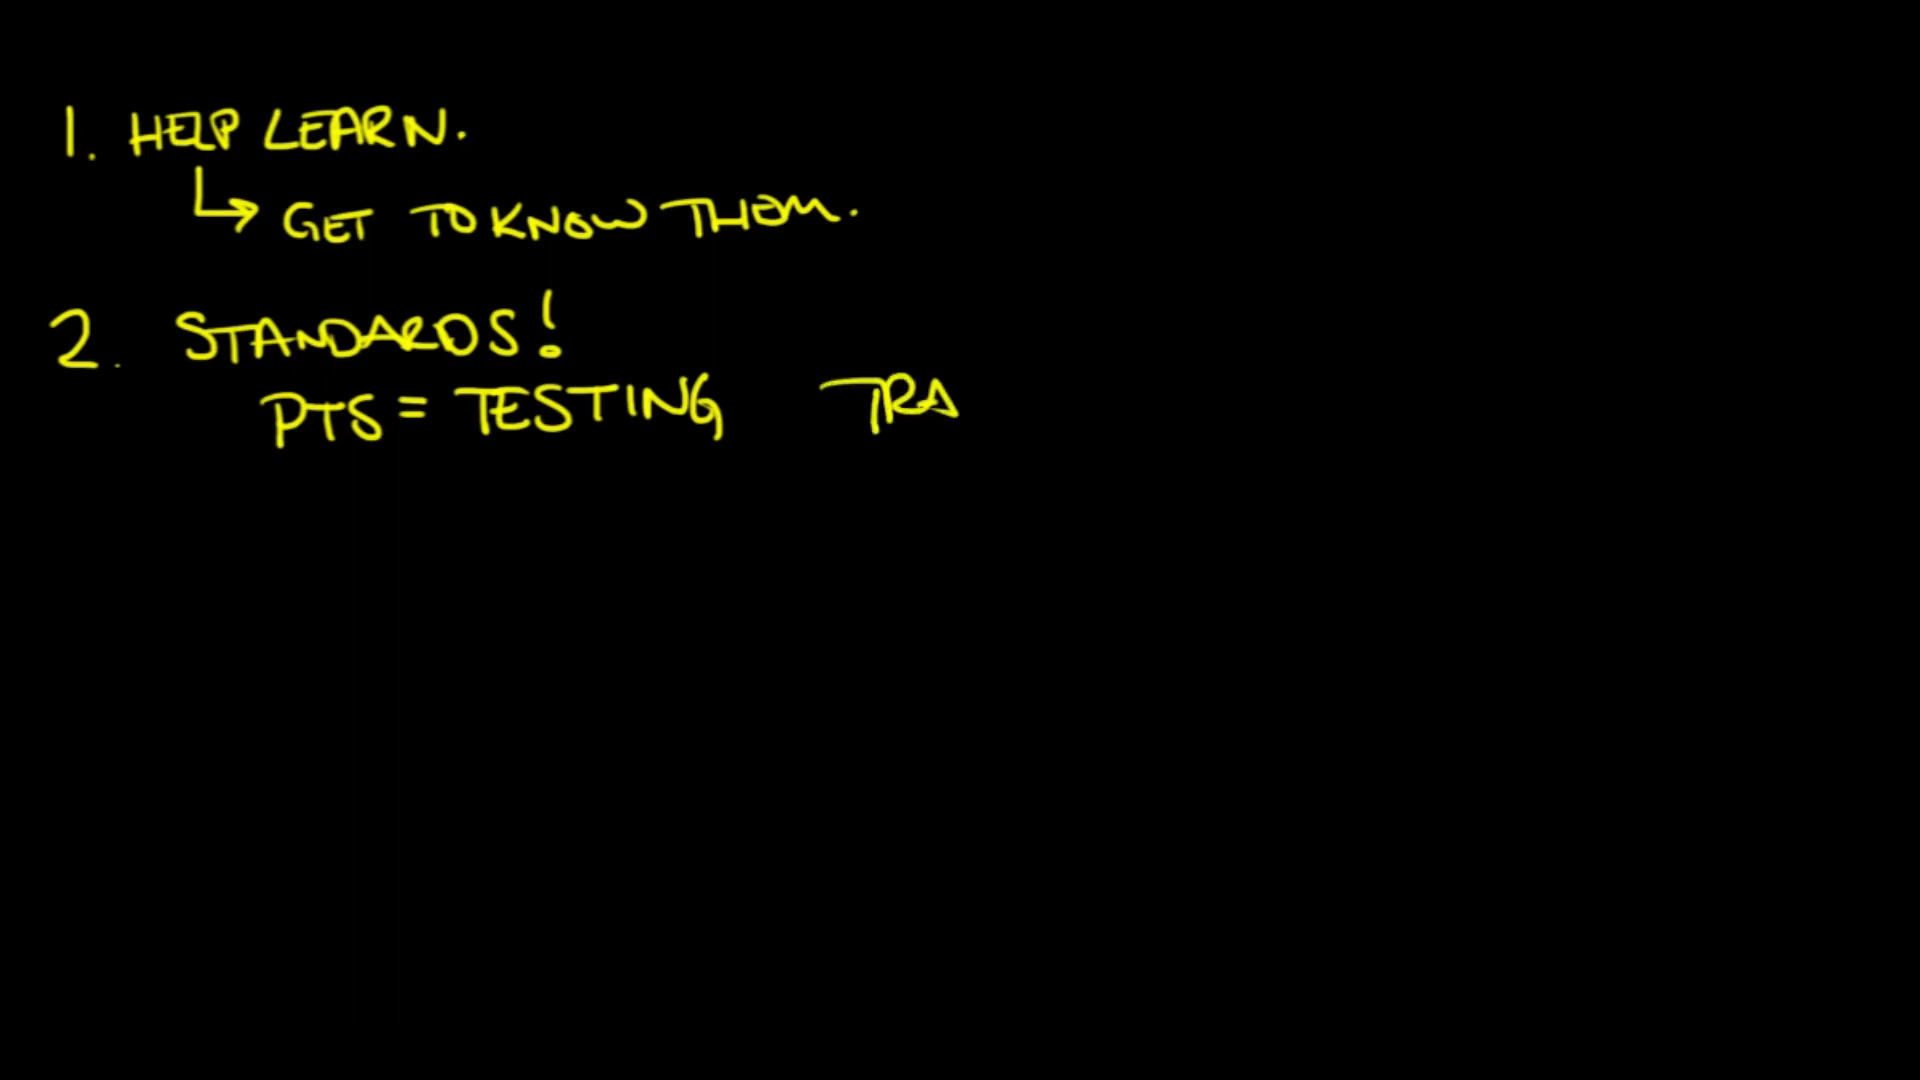 1. HELP LEARN.
↳ GET TO KNOW THEM.
2. STANDARDS!
PTS = TESTING, TRA